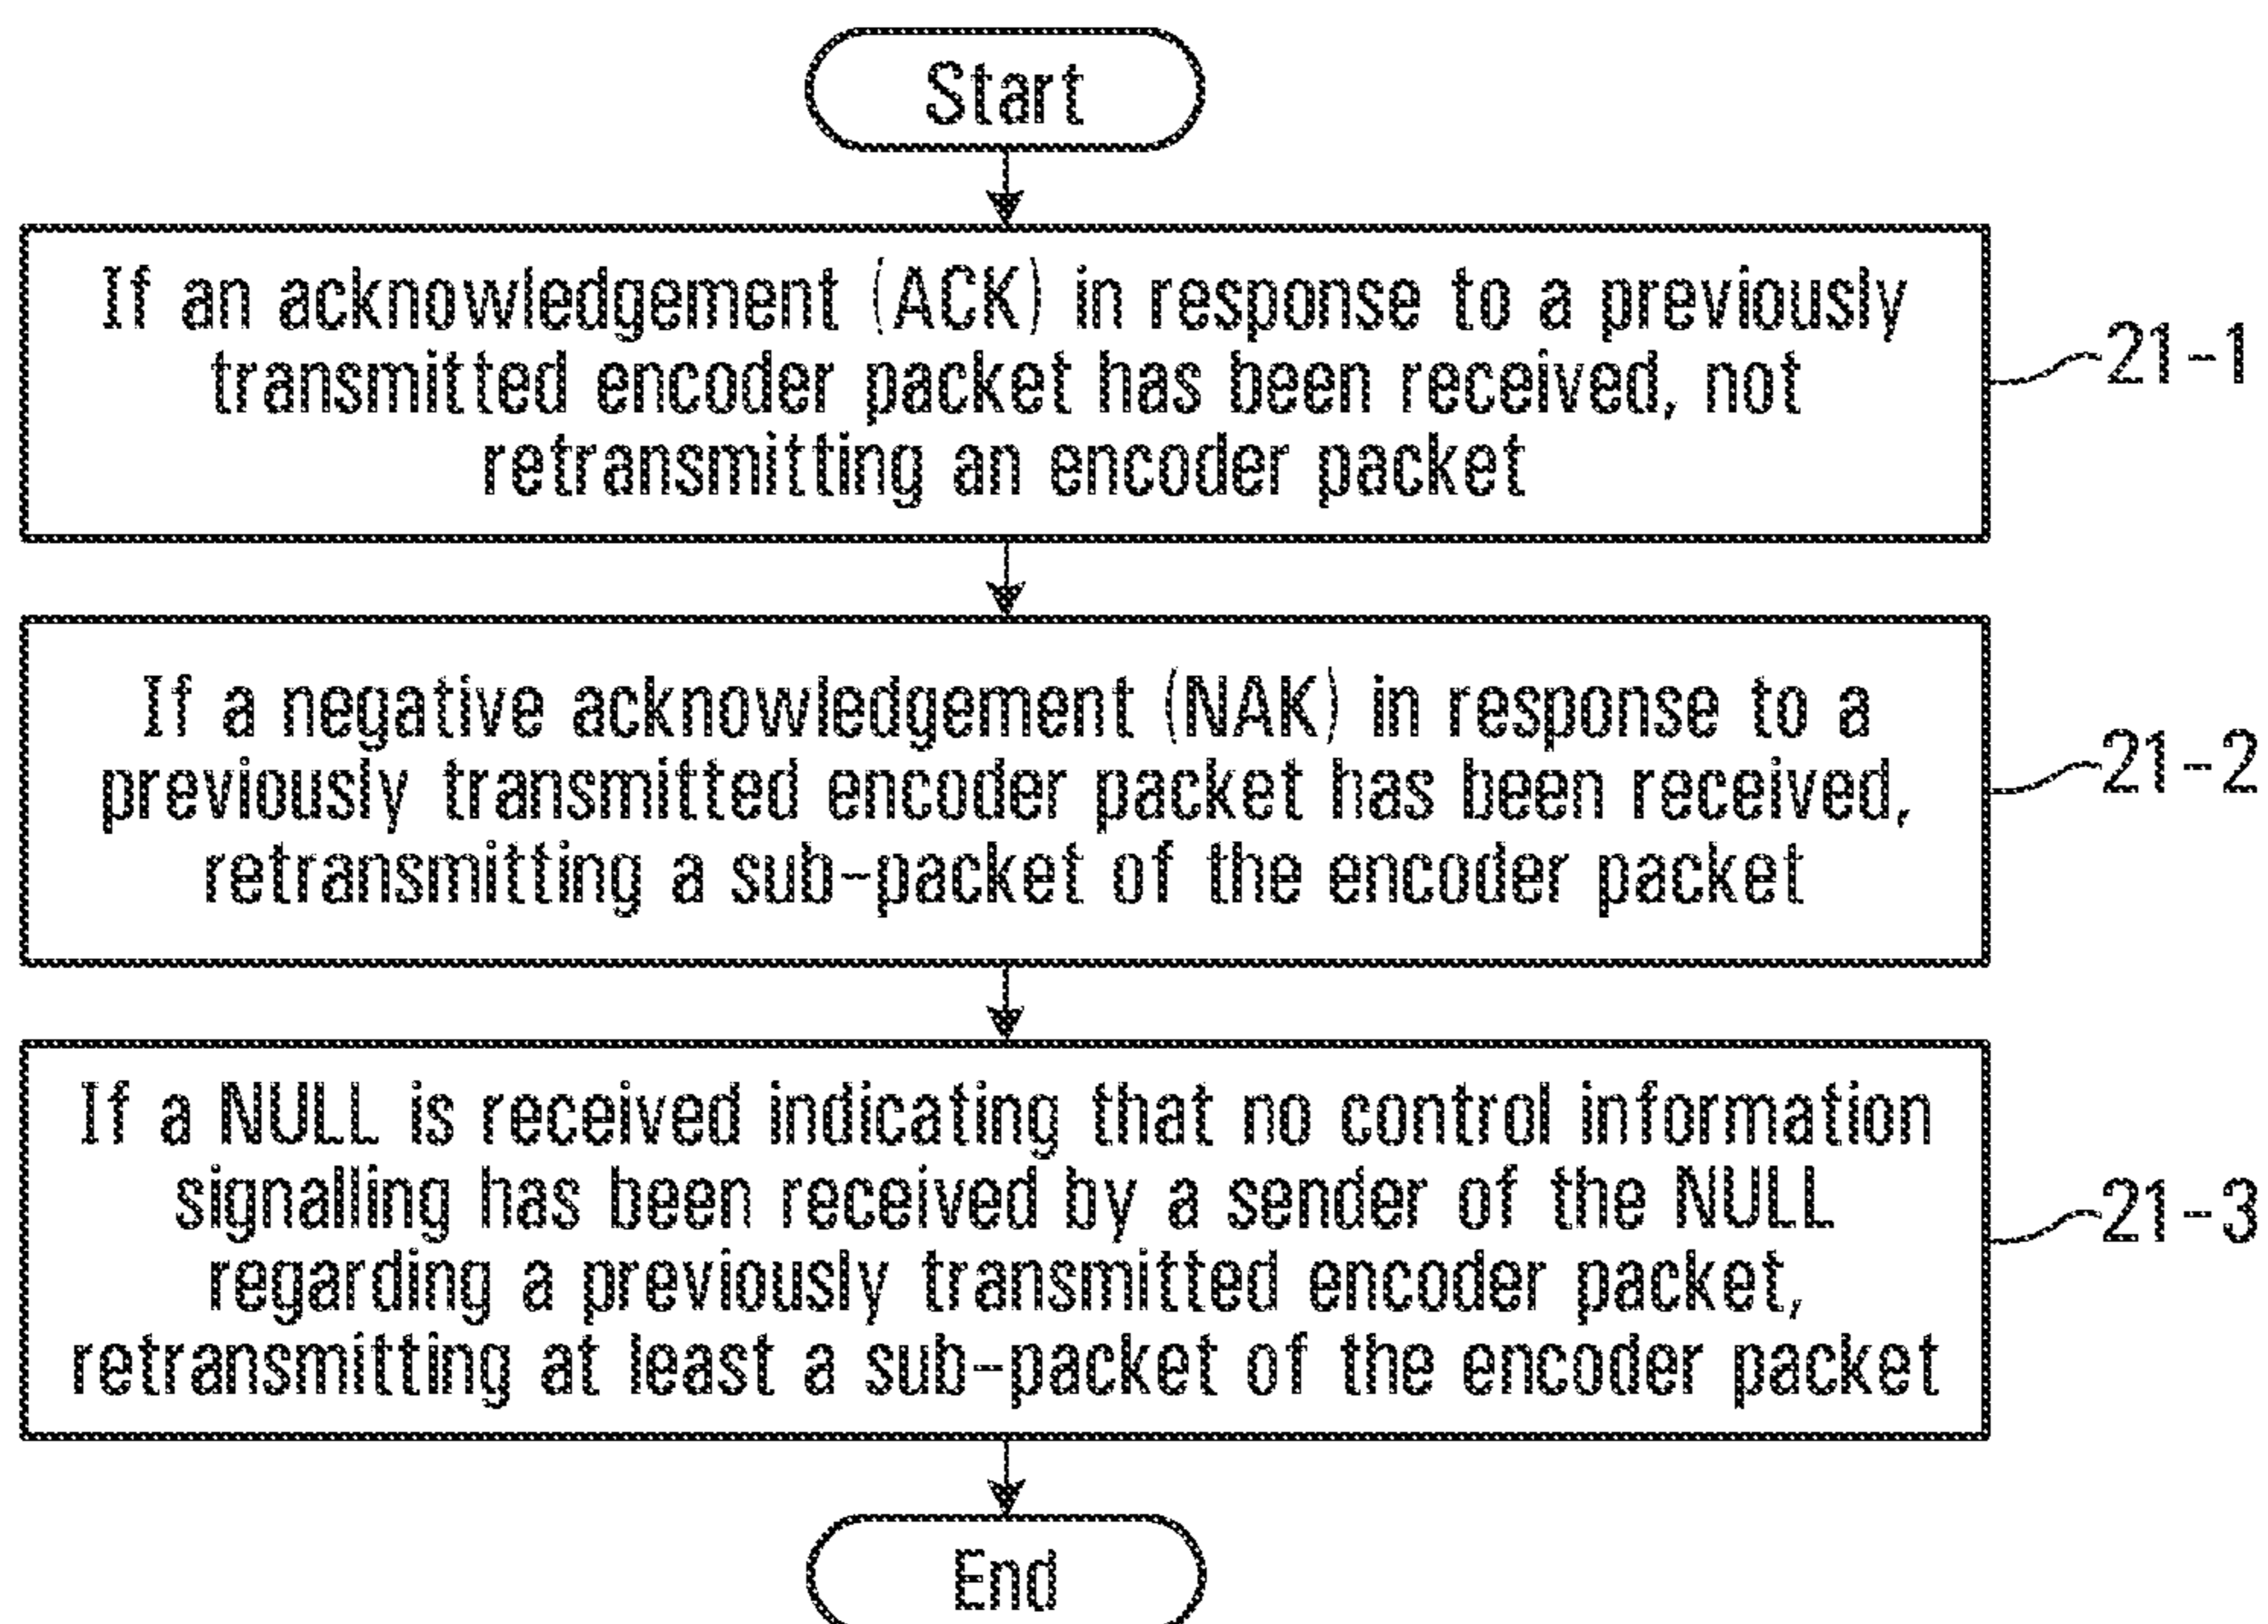 Start
If an acknowledgement (ACK) in response to a previously
transmitted encoder packet has been received, not
retransmitting an encoder packet
21-1
If a negative acknowledgement (NAK) in response to a
previously transmitted encoder packet has been received,
retransmitting a sub-packet of the encoder packet
21-2
If a NULL is received indicating that no control information
signalling has been received by a sender of the NULL
regarding a previously transmitted encoder packet,
retransmitting at least a sub-packet of the encoder packet
21-3
End